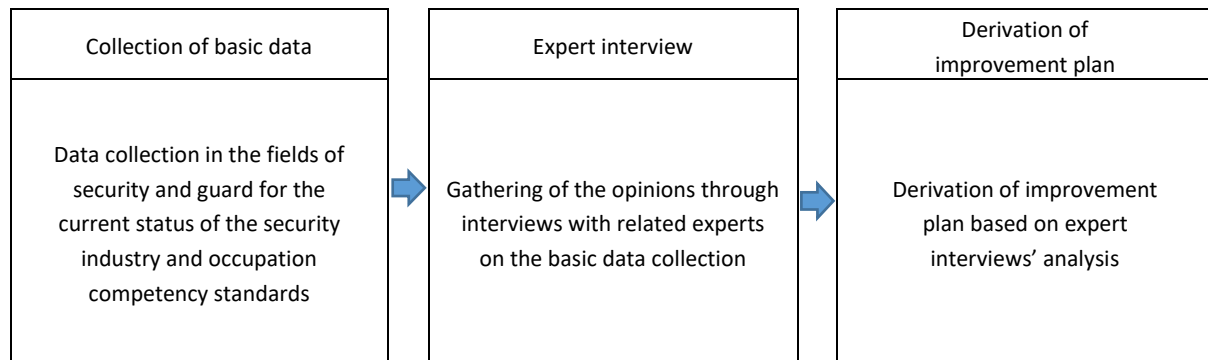 Collection of basic data
Data collection in the fields of
security and guard for the
current status of the security
industry and occupation
competency standards
Expert interview
Gathering of the opinions through
interviews with related experts
on the basic data collection
Derivation of
improvement plan
Derivation of improvement
plan based on expert
interviews’ analysis